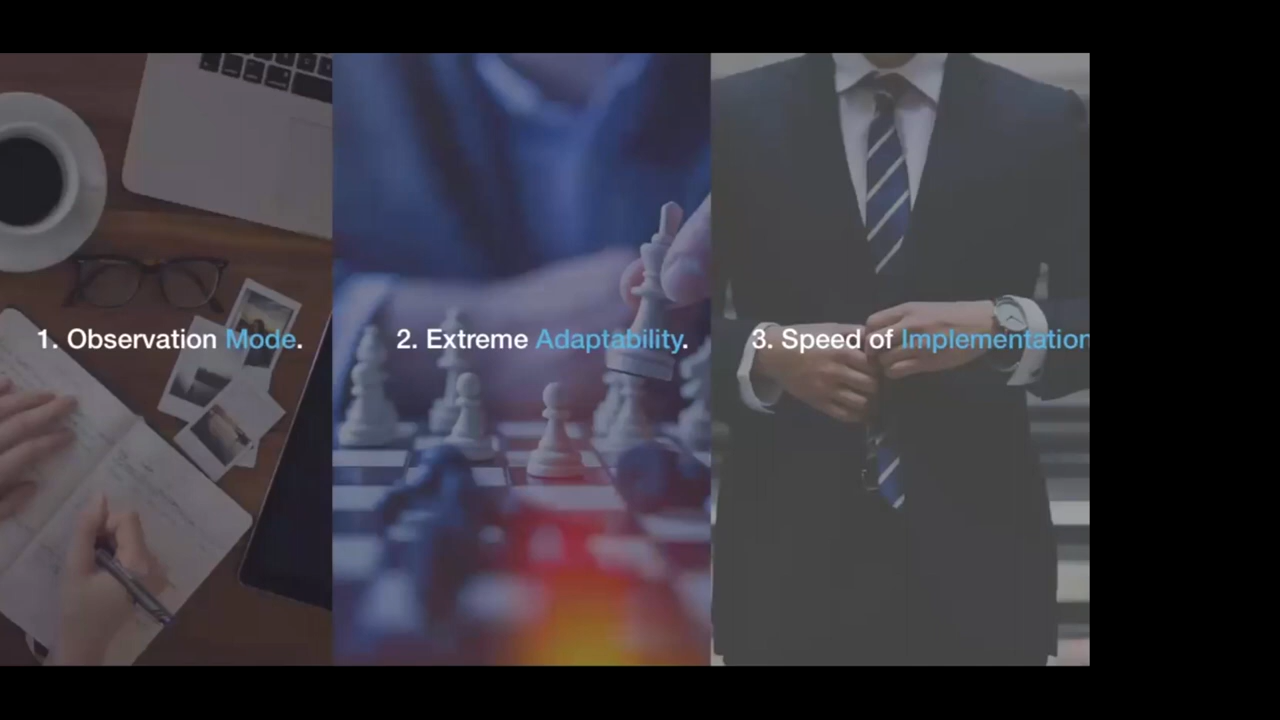 1. Observation Mode.
2. Extreme Adaptability.
3. Speed of Implementation